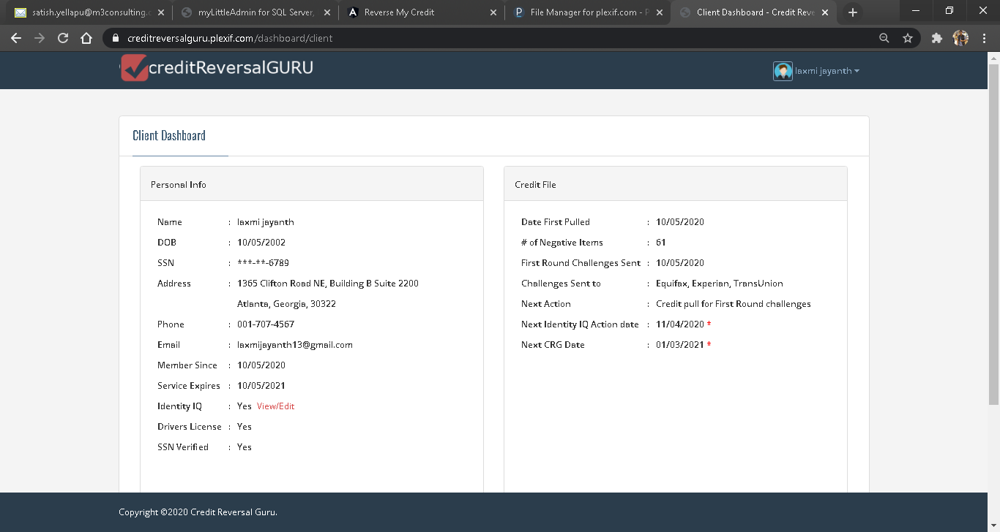 satish.yellapu@m3consulting.c
myLittleAdmin for SQL Server,
Reverse My Credit
File Manager for plexif.com - P
Client Dashboard - Credit Reve
creditreversalguru.plexif.com/dashboard/client
creditReversalGURU
laxmi jayanth
Client Dashboard
Personal Info
Name : laxmi jayanth
DOB : 10/05/2002
SSN : ***-**-6789
Address : 1365 Clifton Road NE, Building B Suite 2200
Atlanta, Georgia, 30322
Phone : 001-707-4567
Email : laxmijayanth13@gmail.com
Member Since : 10/05/2020
Service Expires : 10/05/2021
Identity IQ : Yes View/Edit
Drivers License : Yes
SSN Verified : Yes
Credit File
Date First Pulled : 10/05/2020
# of Negative Items : 61
First Round Challenges Sent : 10/05/2020
Challenges Sent to : Equifax, Experian, TransUnion
Next Action : Credit pull for First Round challenges
Next Identity IQ Action date : 11/04/2020 *
Next CRG Date : 01/03/2021 *
Copyright ©2020 Credit Reversal Guru.